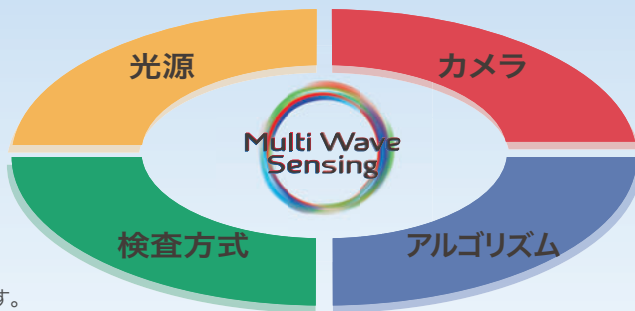 光源
カメラ
Multi Wave
Sensing
検査方式
アルゴリズム
す。